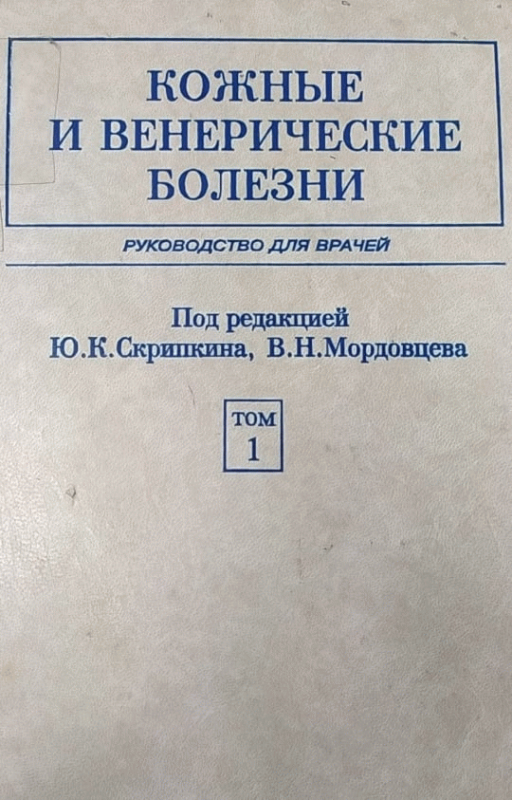 КОЖНЫЕ
И ВЕНЕРИЧЕСКИЕ
БОЛЕЗНИ
РУКОВОДСТВО ДЛЯ ВРАЧЕЙ
Под редакцией
Ю.К.Скрипкина, В.Н.Мордовцева
ТОМ
1